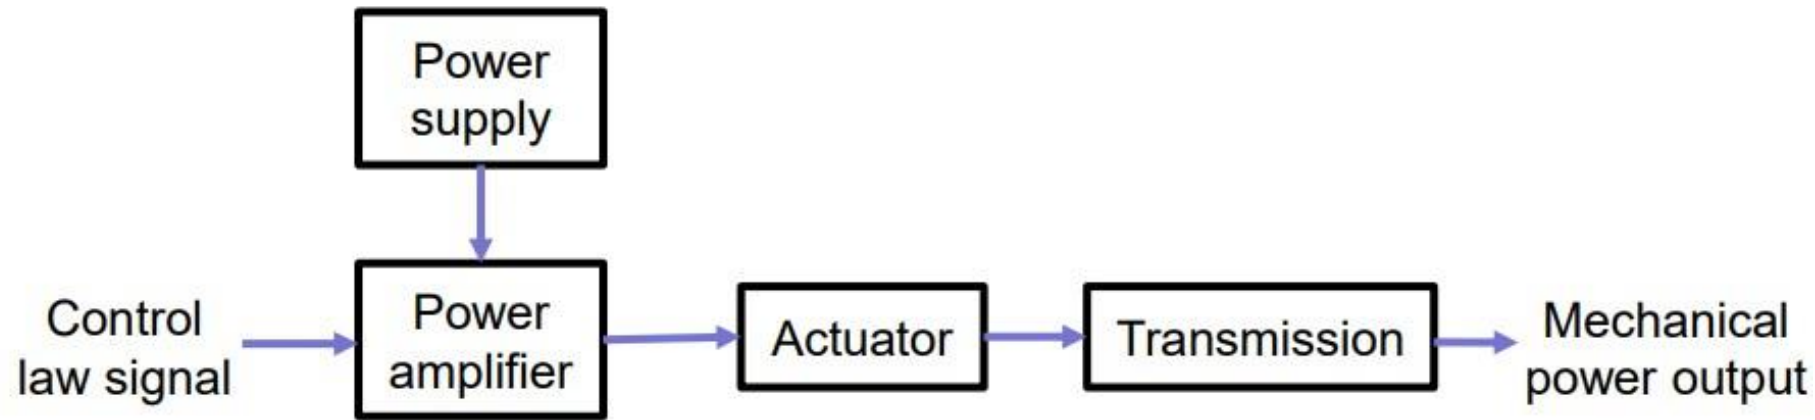 Power
supply
Control
law signal
Power
amplifier
Actuator
Transmission
Mechanical
power output